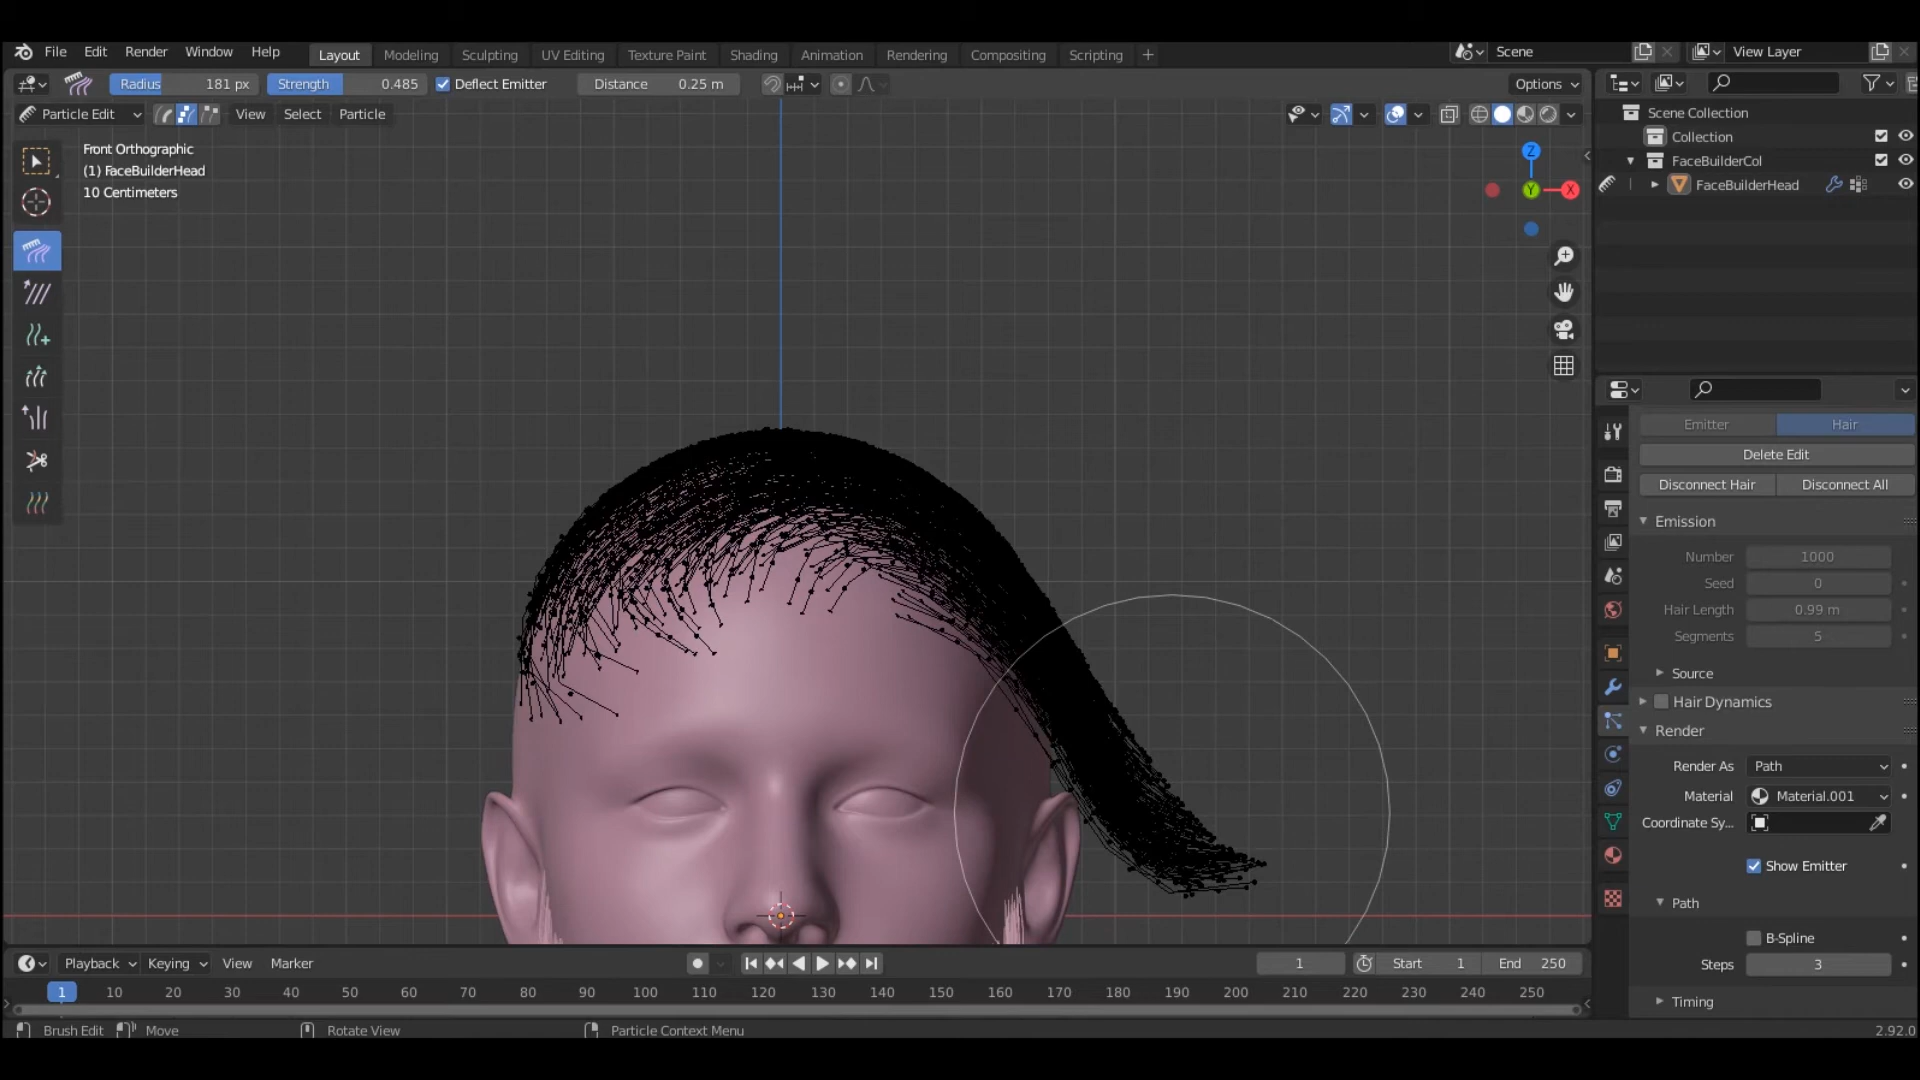 File Edit Render Window Help Layout Modeling Sculpting UV Editing Texture Paint Shading Animation Rendering Compositing Scripting + Scene View Layer
Radius 181 px Strength 0.485 Deflect Emitter Distance 0.25 m Options
Particle Edit View Select Particle
Front Orthographic
(1) FaceBuilderHead
10 Centimeters
Z
Y
X
Scene Collection
Collection
FaceBuilderCol
FaceBuilderHead
Emitter Hair
Delete Edit
Disconnect Hair Disconnect All
Emission
Number 1000
Seed 0
Hair Length 0.99 m
Segments 5
Source
Hair Dynamics
Render
Render As Path
Material Material.001
Coordinate Sy...
Show Emitter
Path
B-Spline
Steps 3
Timing
Playback Keying View Marker 1 Start 1 End 250
1 10 20 30 40 50 60 70 80 90 100 110 120 130 140 150 160 170 180 190 200 210 220 230 240 250
Brush Edit Move Rotate View Particle Context Menu 2.92.0